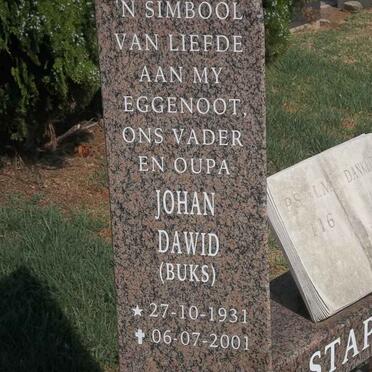 'N SIMBOOL
VAN LIEFDE
AAN MY
EGGENOOT,
ONS VADER
EN OUPA
JOHAN
DAWID
(BUKS)
★ 27-10-1931
✝ 06-07-2001
PSALM
116
STAP